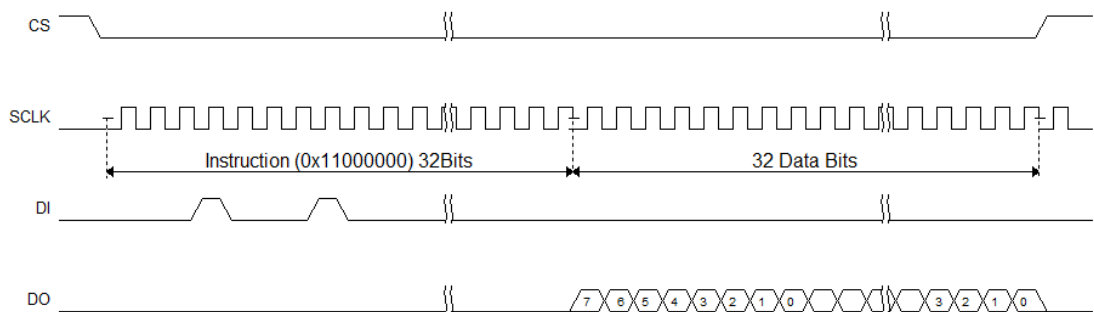 CS
SCLK
Instruction (0x11000000) 32Bits
32 Data Bits
DI
DO
7 6 5 4 3 2 1 0 3 2 1 0